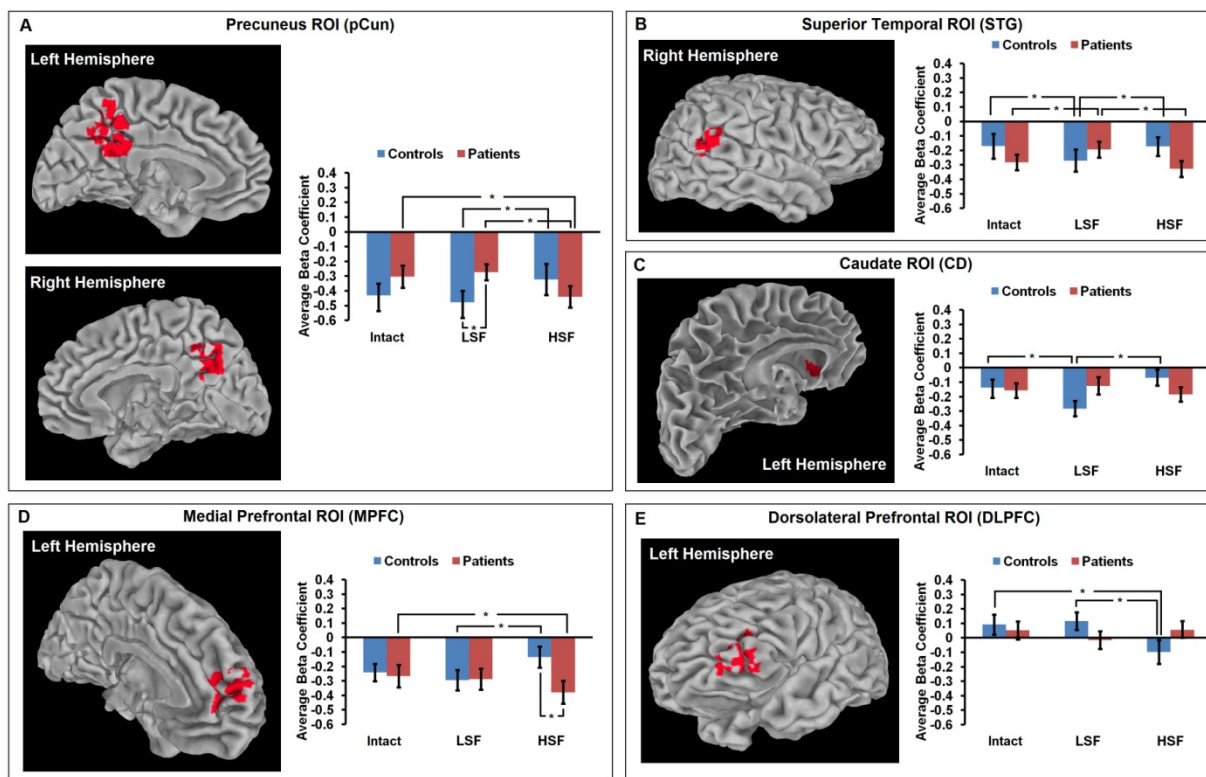 A
Precuneus ROI (pCun)
Left Hemisphere
Right Hemisphere
Controls Patients
Average Beta Coefficient
0.4
0.3
0.2
0.1
0
-0.1
-0.2
-0.3
-0.4
-0.5
-0.6
*
*
*
*
Intact LSF HSF
B
Superior Temporal ROI (STG)
Right Hemisphere
Controls Patients
Average Beta Coefficient
0.4
0.3
0.2
0.1
0
-0.1
-0.2
-0.3
-0.4
-0.5
-0.6
* *
* *
Intact LSF HSF
C
Caudate ROI (CD)
Left Hemisphere
Controls Patients
Average Beta Coefficient
0.4
0.3
0.2
0.1
0
-0.1
-0.2
-0.3
-0.4
-0.5
-0.6
* *
Intact LSF HSF
D
Medial Prefrontal ROI (MPFC)
Left Hemisphere
Controls Patients
Average Beta Coefficient
0.4
0.3
0.2
0.1
0
-0.1
-0.2
-0.3
-0.4
-0.5
-0.6
*
*
*
Intact LSF HSF
E
Dorsolateral Prefrontal ROI (DLPFC)
Left Hemisphere
Controls Patients
Average Beta Coefficient
0.4
0.3
0.2
0.1
0
-0.1
-0.2
-0.3
-0.4
-0.5
-0.6
*
*
Intact LSF HSF